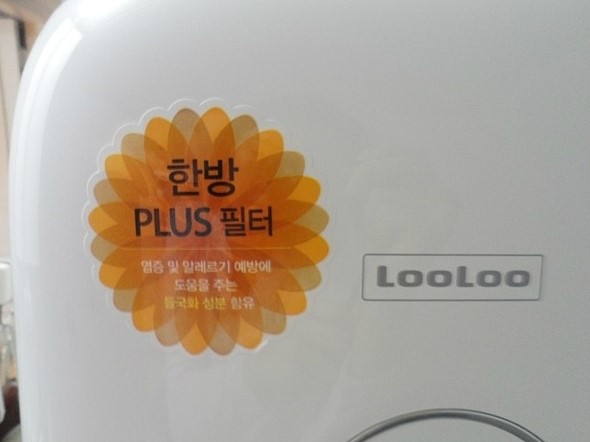 한방
PLUS 필터
염증 및 알레르기 예방에
도움을 주는
들국화 성분 함유
LooLoo